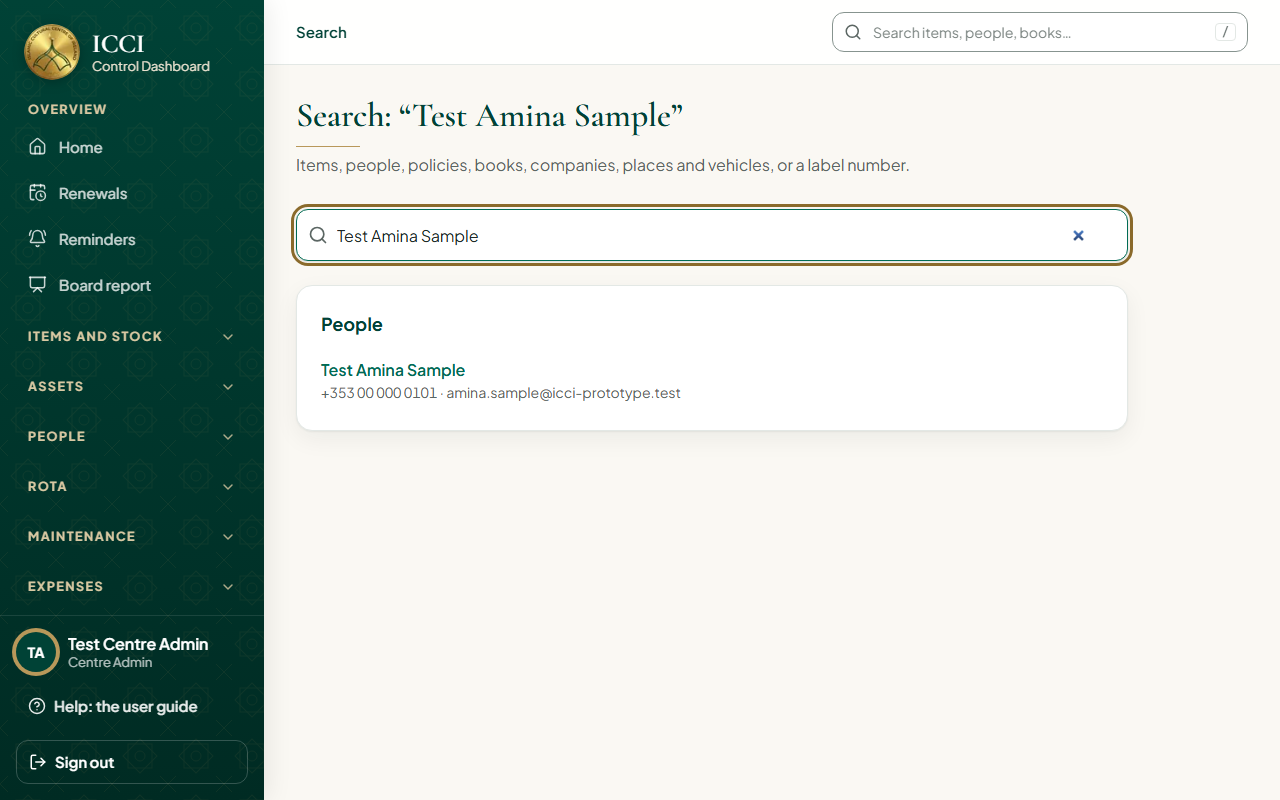 ICCI
Control Dashboard
OVERVIEW
Home
Renewals
Reminders
Board report
ITEMS AND STOCK
ASSETS
PEOPLE
ROTA
MAINTENANCE
EXPENSES
TA
Test Centre Admin
Centre Admin
Help: the user guide
Sign out
Search
Search items, people, books...
/
Search: “Test Amina Sample”
Items, people, policies, books, companies, places and vehicles, or a label number.
Test Amina Sample
People
Test Amina Sample
+353 00 000 0101 · amina.sample@icci-prototype.test